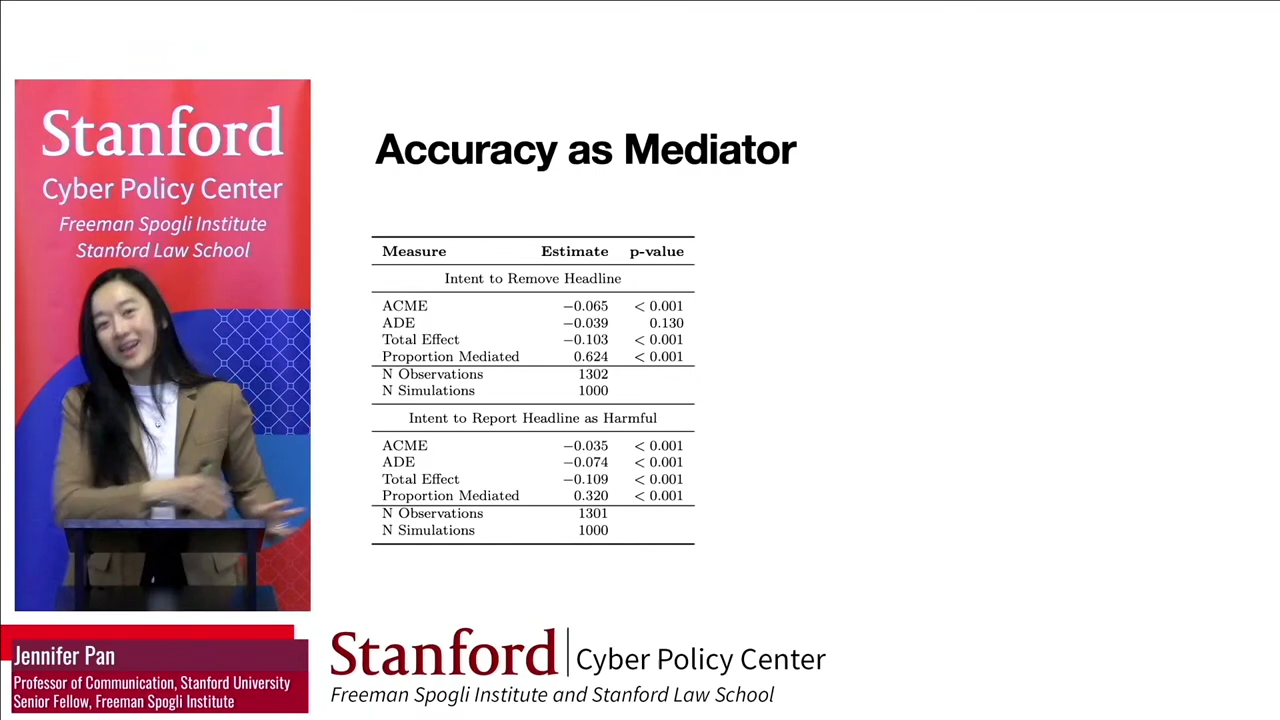 Stanford
Cyber Policy Center
Freeman Spogli Institute
Stanford Law School
Accuracy as Mediator
Measure Estimate p-value
Intent to Remove Headline
ACME −0.065 < 0.001
ADE −0.039 0.130
Total Effect −0.103 < 0.001
Proportion Mediated 0.624 < 0.001
N Observations 1302
N Simulations 1000
Intent to Report Headline as Harmful
ACME −0.035 < 0.001
ADE −0.074 < 0.001
Total Effect −0.109 < 0.001
Proportion Mediated 0.320 < 0.001
N Observations 1301
N Simulations 1000
Jennifer Pan
Professor of Communication, Stanford University
Senior Fellow, Freeman Spogli Institute
Stanford | Cyber Policy Center
Freeman Spogli Institute and Stanford Law School